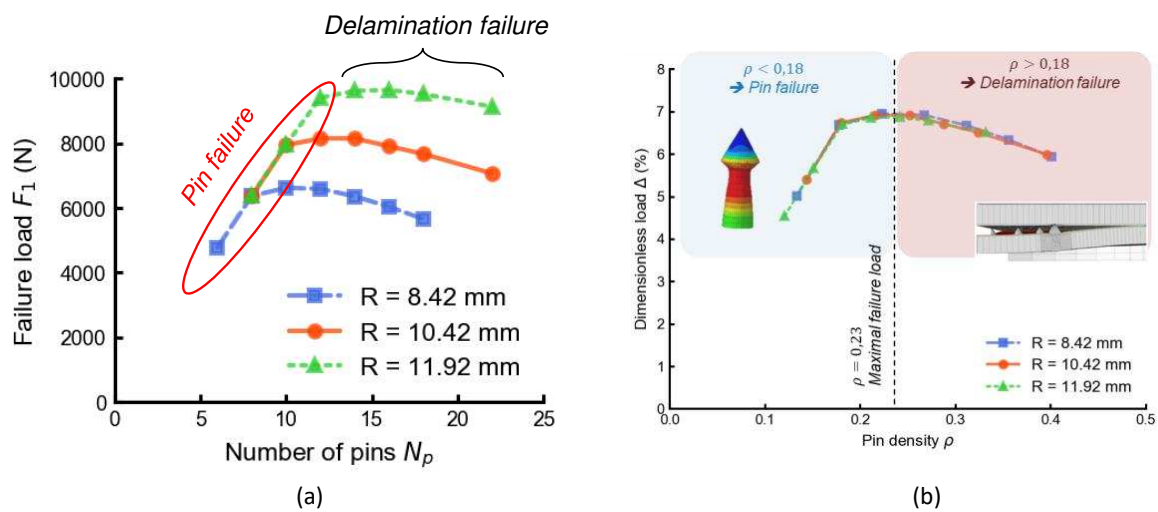 Delamination failure
Pin failure
10000
8000
6000
4000
2000
0
0 5 10 15 20 25
Failure load F₁ (N)
Number of pins Nₚ
R = 8.42 mm
R = 10.42 mm
R = 11.92 mm
(a)
ρ < 0,18
➔ Pin failure
ρ > 0,18
➔ Delamination failure
8
7
6
5
4
3
2
1
0
0.0 0.1 0.2 0.3 0.4 0.5
Dimensionless load Δ (%)
Pin density ρ
ρ = 0,23
Maximal failure load
R = 8.42 mm
R = 10.42 mm
R = 11.92 mm
(b)